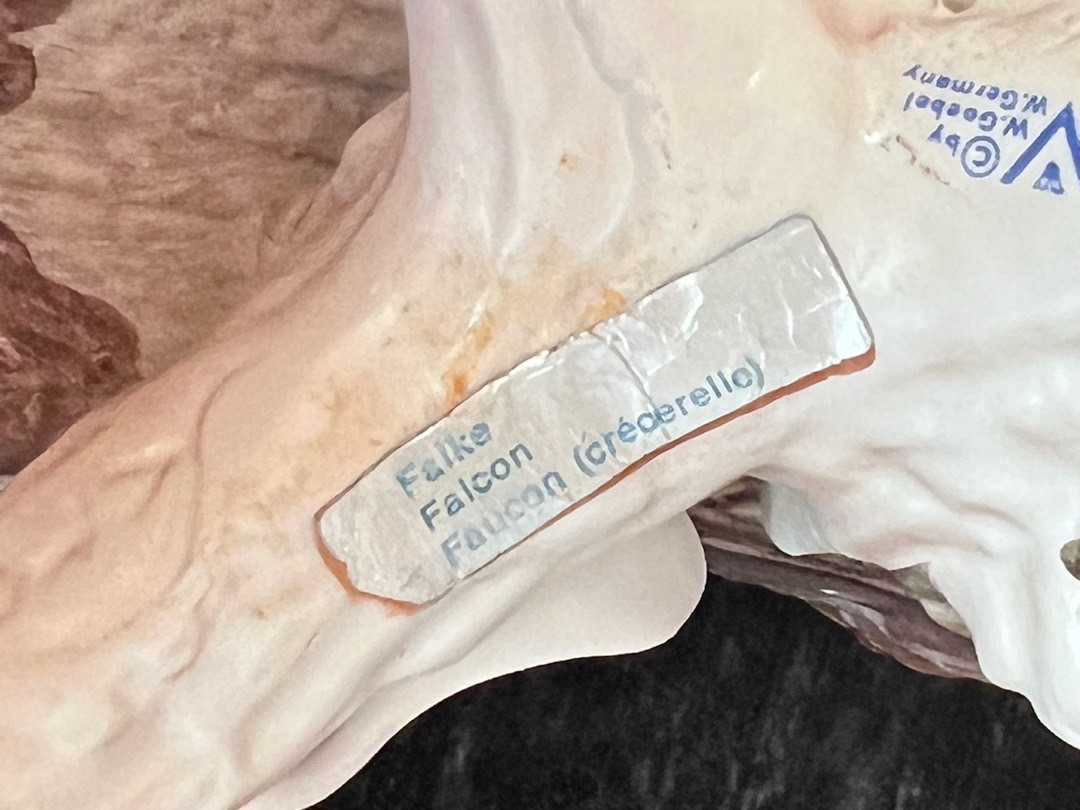 Falke
Falcon
Faucon (crécerelle)
© by
W.Goebel
W.Germany